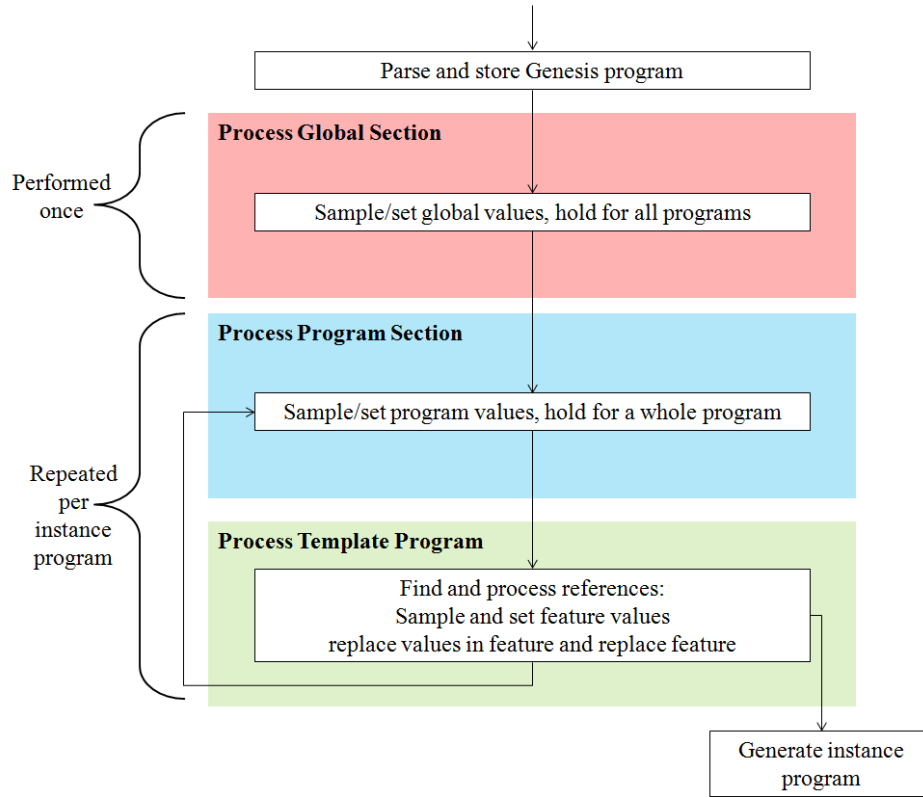 Parse and store Genesis program
Process Global Section
Performed
once
Sample/set global values, hold for all programs
Process Program Section
Sample/set program values, hold for a whole program
Repeated
per
instance
program
Process Template Program
Find and process references:
Sample and set feature values
replace values in feature and replace feature
Generate instance
program